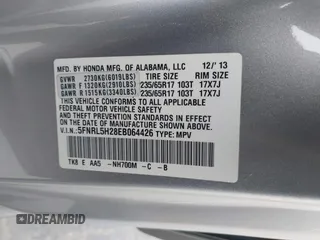 MFD. BY HONDA MFG. OF ALABAMA, LLC 12/'13
GVWR 2730KG(6019LBS) TIRE SIZE RIM SIZE
GAWR F 1320KG(2910LBS) 235/65R17 103T 17X7J
GAWR R 1515KG(3340LBS) 235/65R17 103T 17X7J
THIS VEHICLE CONFORMS TO ALL APPLICABLE
FEDERAL MOTOR VEHICLE SAFETY STANDARDS IN
EFFECT ON THE DATE OF MANUFACTURE SHOWN ABOVE.
V.I.N.: 5FNRL5H28EB064426 TYPE: MPV
TK8 E AA5 -NH700M -C -B
DREAMBID